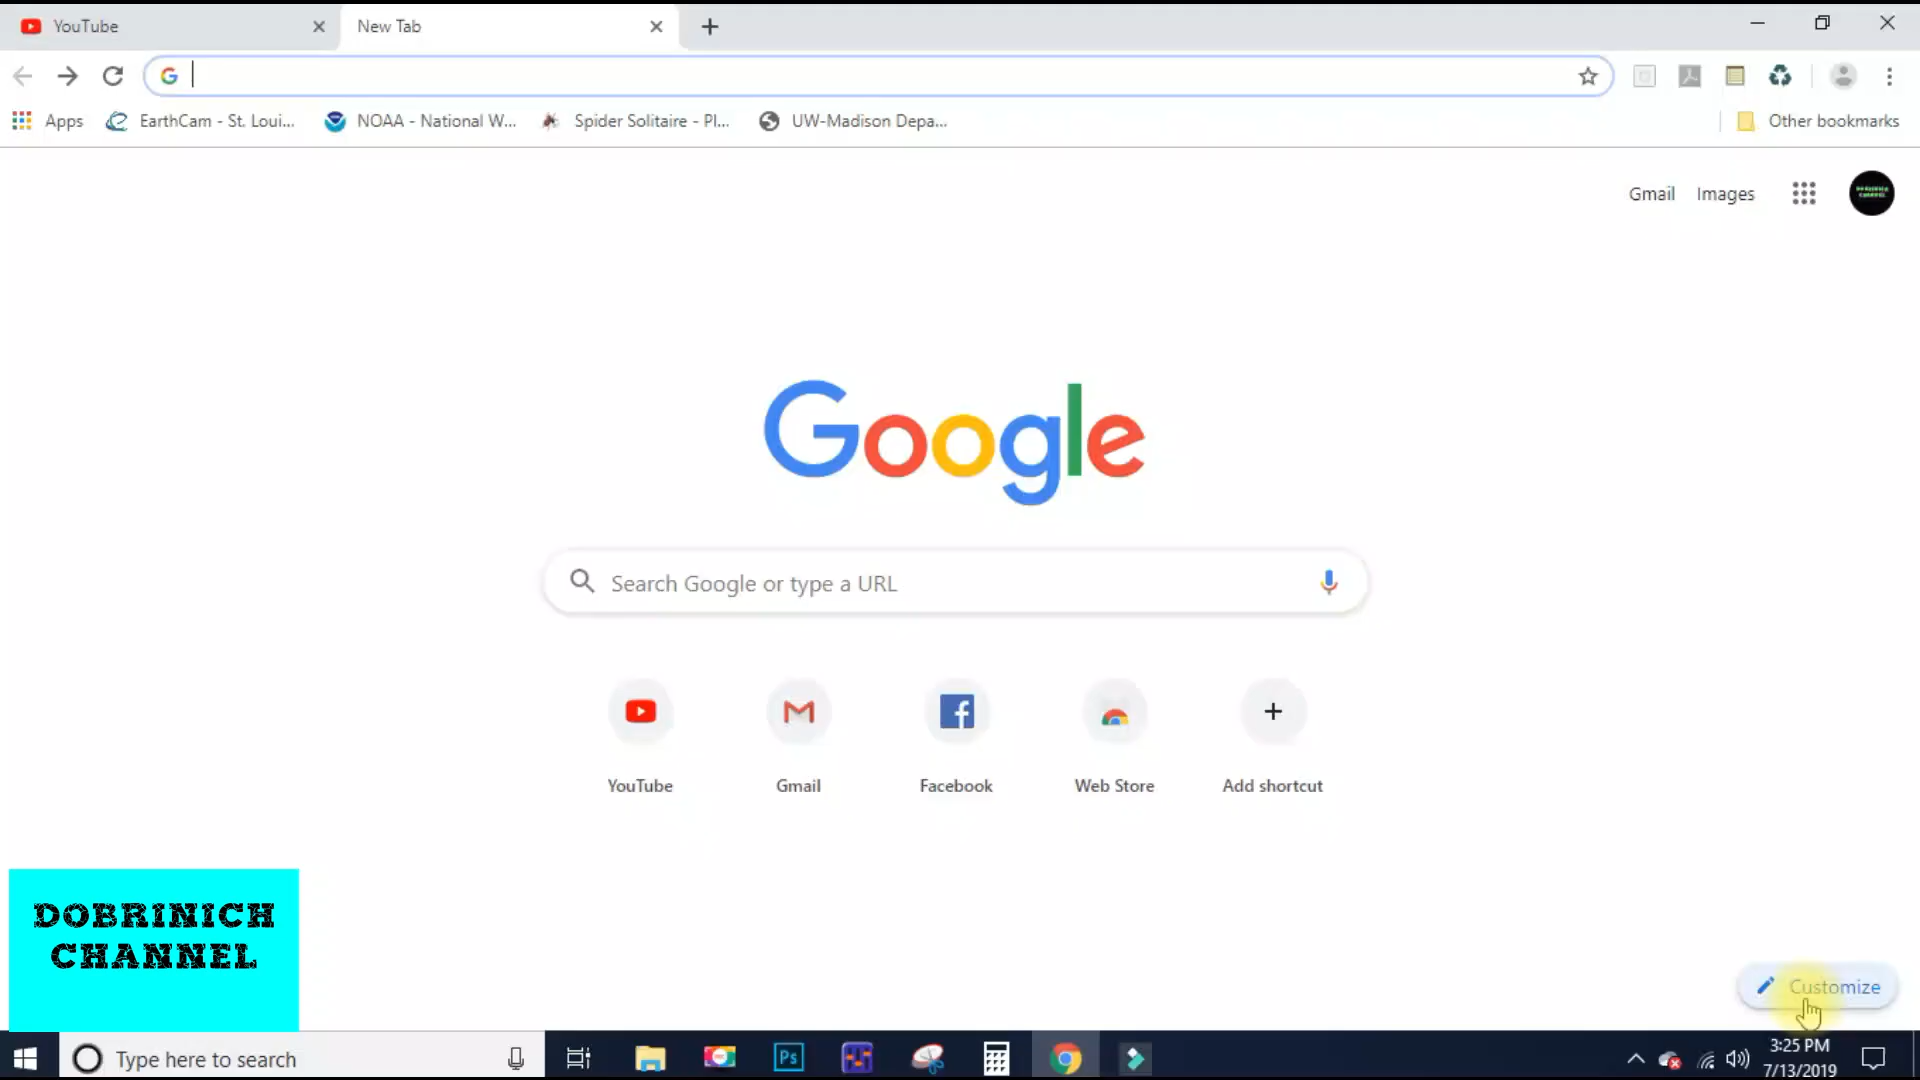 YouTube
New Tab
Apps
EarthCam - St. Loui...
NOAA - National W...
Spider Solitaire - Pl...
UW-Madison Depa...
Other bookmarks
Gmail
Images
Google
Search Google or type a URL
YouTube
Gmail
Facebook
Web Store
Add shortcut
DOBRINICH
CHANNEL
Customize
Type here to search
Ps
3:25 PM
7/13/2019